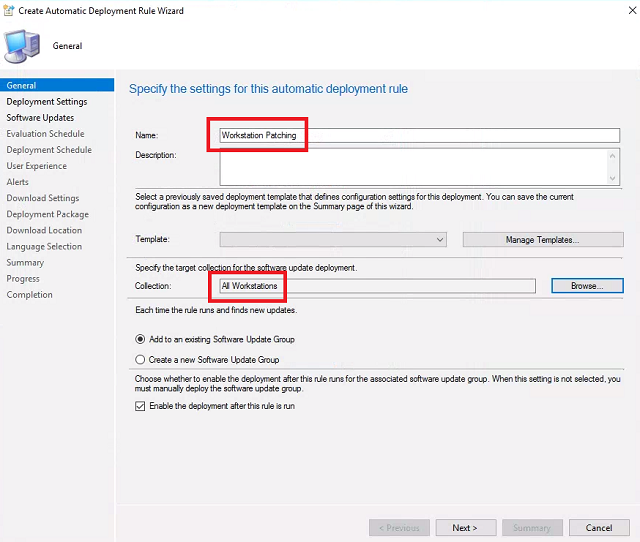 Create Automatic Deployment Rule Wizard
General
General
Deployment Settings
Software Updates
Evaluation Schedule
Deployment Schedule
User Experience
Alerts
Download Settings
Deployment Package
Download Location
Language Selection
Summary
Progress
Completion
Specify the settings for this automatic deployment rule
Name: Workstation Patching
Description:
Select a previously saved deployment template that defines configuration settings for this deployment. You can save the current
configuration as a new deployment template on the Summary page of this wizard.
Template: Manage Templates...
Specify the target collection for the software update deployment.
Collection: All Workstations Browse...
Each time the rule runs and finds new updates.
Add to an existing Software Update Group
Create a new Software Update Group
Choose whether to enable the deployment after this rule runs for the associated software update group. When this setting is not selected, you
must manually deploy the software update group.
Enable the deployment after this rule is run
< Previous Next > Summary Cancel